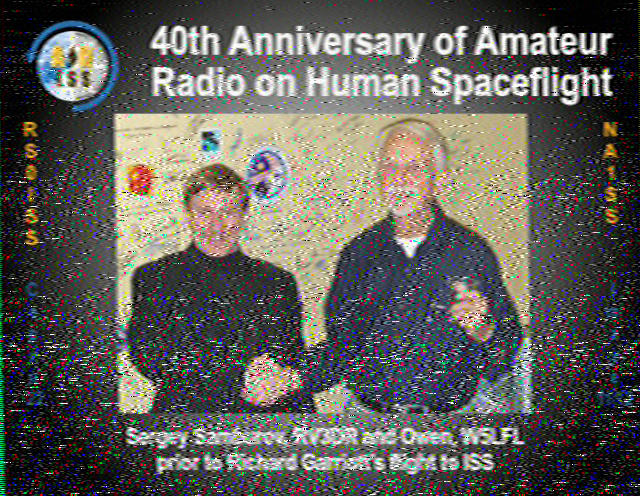 40th Anniversary of Amateur
Radio on Human Spaceflight
ISS
RS0ISS
NA1SS
Sergey Samburov, RV3DR and Owen, W5LFL
prior to Richard Garriott's flight to ISS